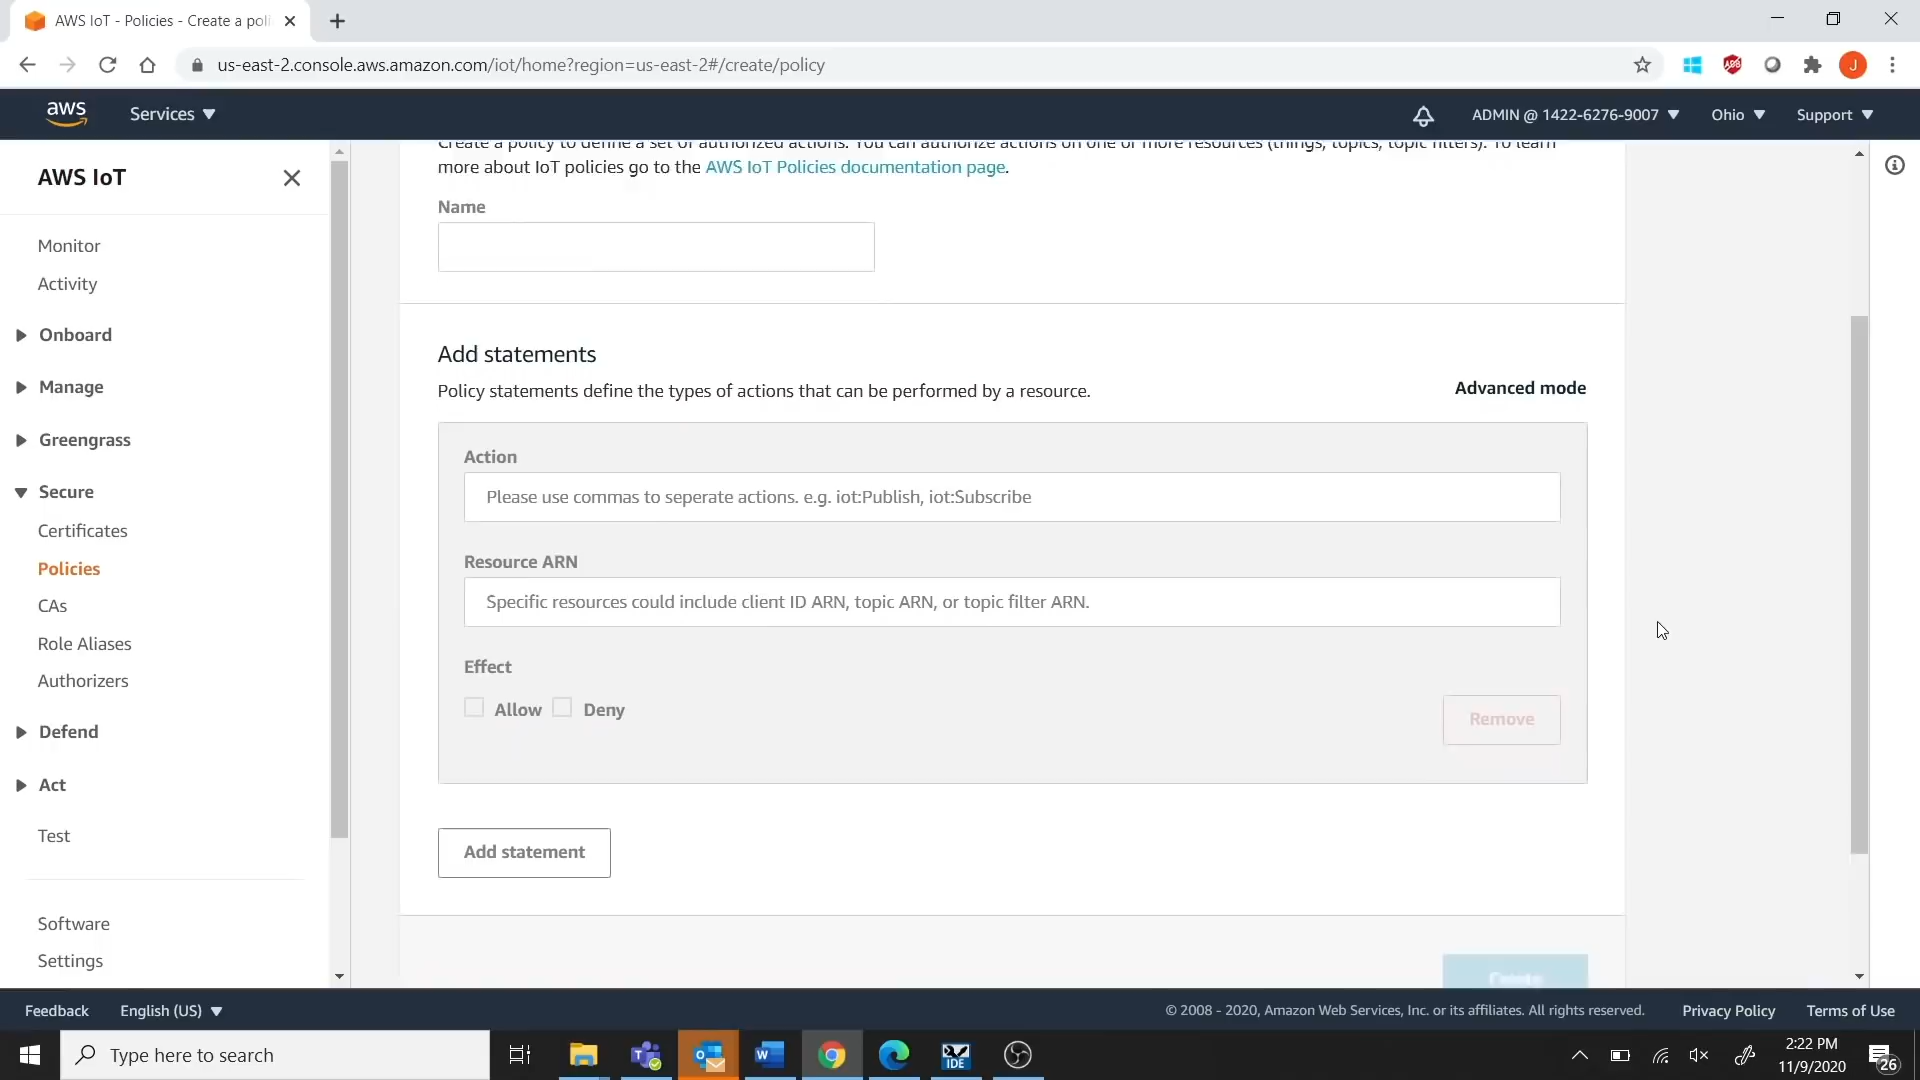 AWS IoT - Policies - Create a poli
us-east-2.console.aws.amazon.com/iot/home?region=us-east-2#/create/policy
ABP
J
aws
Services
ADMIN @ 1422-6276-9007
Ohio
Support
AWS IoT
Monitor
Activity
Onboard
Manage
Greengrass
Secure
Certificates
Policies
CAs
Role Aliases
Authorizers
Defend
Act
Test
Software
Settings
Create a policy to define a set of authorized actions. You can authorize actions on one or more resources (things, topics, topic filters). To learn
more about IoT policies go to the AWS IoT Policies documentation page.
Name
Add statements
Policy statements define the types of actions that can be performed by a resource.
Advanced mode
Action
Please use commas to seperate actions. e.g. iot:Publish, iot:Subscribe
Resource ARN
Specific resources could include client ID ARN, topic ARN, or topic filter ARN.
Effect
Allow
Deny
Remove
Add statement
Create
Feedback
English (US)
© 2008 - 2020, Amazon Web Services, Inc. or its affiliates. All rights reserved.
Privacy Policy
Terms of Use
Type here to search
IDE
2:22 PM
11/9/2020
26